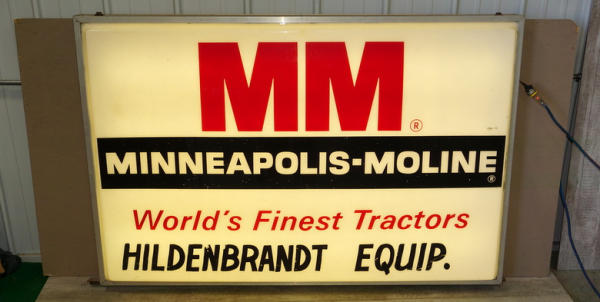 MM®
MINNEAPOLIS-MOLINE®
World's Finest Tractors
HILDENBRANDT EQUIP.